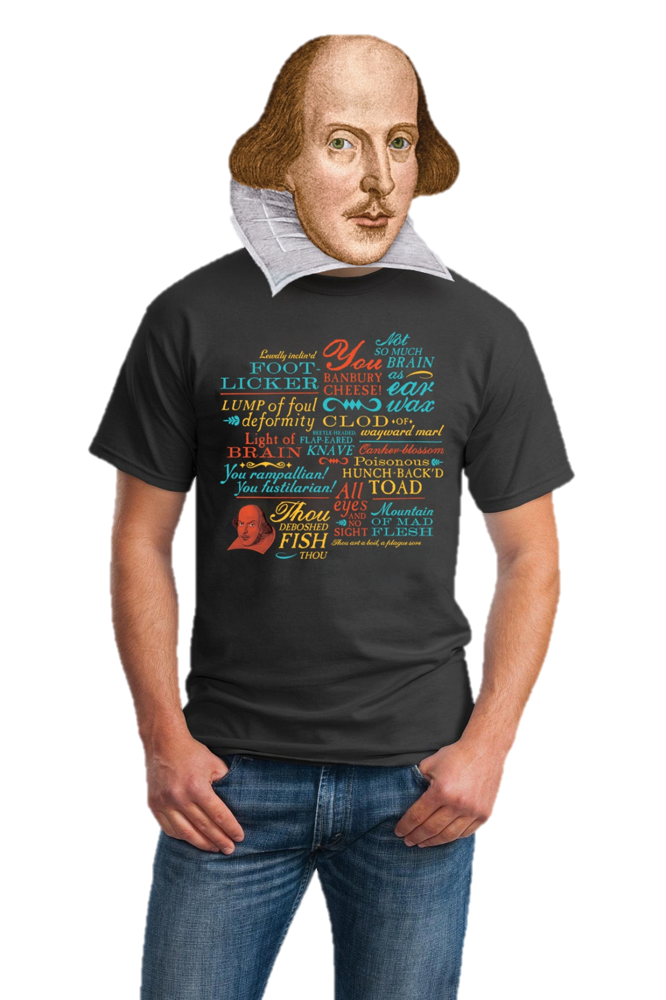 Lewdly inclin'd
FOOT-
LICKER
You
BANBURY
CHEESE!
Not
SO MUCH
BRAIN
as
ear
wax
LUMP of foul
deformity
CLOD OF
wayward marl
Light of
BRAIN
BEETLE-HEADED,
FLAP-EARED
KNAVE
Canker-blossom
Poisonous
HUNCH-BACK'D
TOAD
You rampallian!
You fustilarian!
All
eyes
AND
NO
SIGHT
Thou
DEBOSHED
FISH
THOU
Mountain
OF MAD
FLESH
Thou art a boil, a plague sore